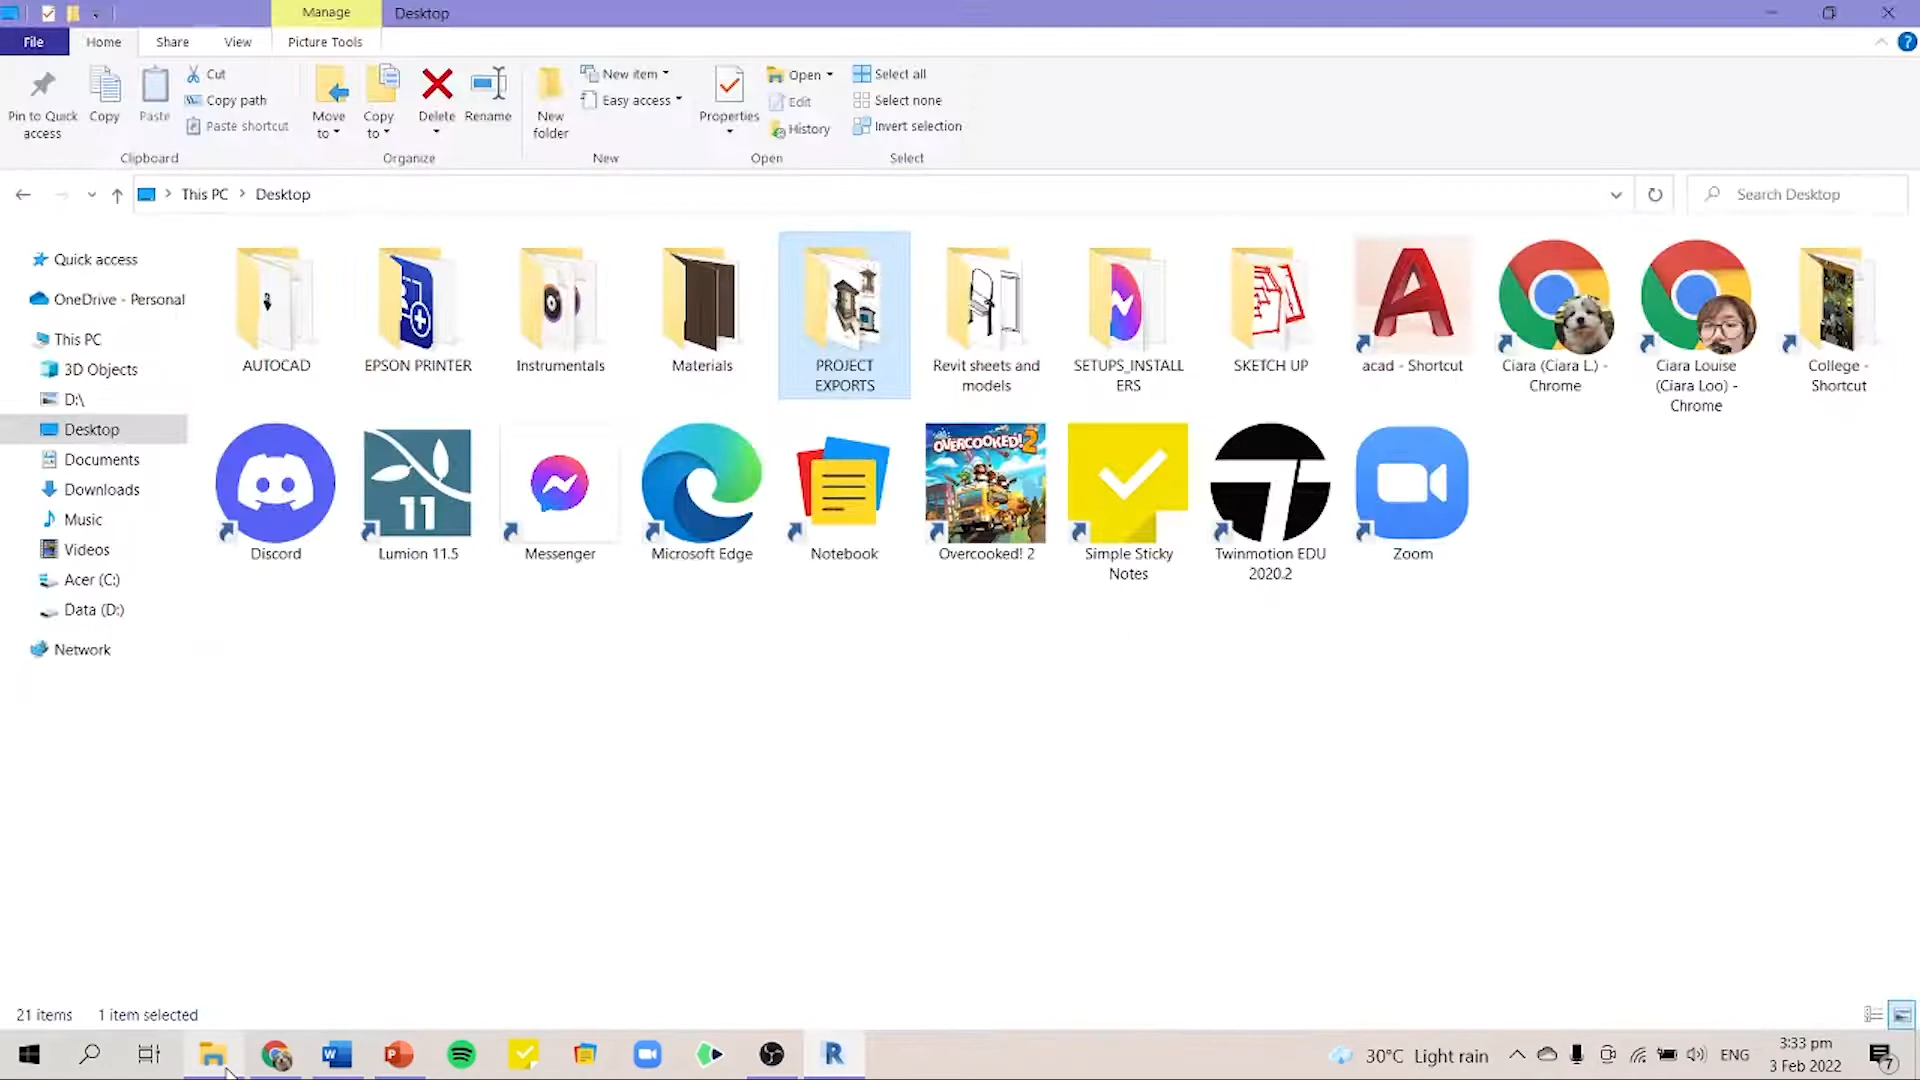 Manage
Desktop
File
Home
Share
View
Picture Tools
Pin to Quick
access
Copy
Paste
Cut
Copy path
Paste shortcut
Clipboard
Move
to
Copy
to
Delete
Rename
Organize
New
folder
New item
Easy access
New
Properties
Open
Edit
History
Open
Select all
Select none
Invert selection
Select
This PC
Desktop
Search Desktop
Quick access
OneDrive - Personal
This PC
3D Objects
D:\
Desktop
Documents
Downloads
Music
Videos
Acer (C:)
Data (D:)
Network
AUTOCAD
EPSON PRINTER
Instrumentals
Materials
PROJECT
EXPORTS
Revit sheets and
models
SETUPS_INSTALL
ERS
SKETCH UP
acad - Shortcut
Ciara (Ciara L.) -
Chrome
Ciara Louise
(Ciara Loo) -
Chrome
College -
Shortcut
Discord
11
Lumion 11.5
Messenger
Microsoft Edge
Notebook
OVERCOOKED! 2
Overcooked! 2
Simple Sticky
Notes
Twinmotion EDU
2020.2
Zoom
21 items
1 item selected
30°C Light rain
ENG
3:33 pm
3 Feb 2022
7